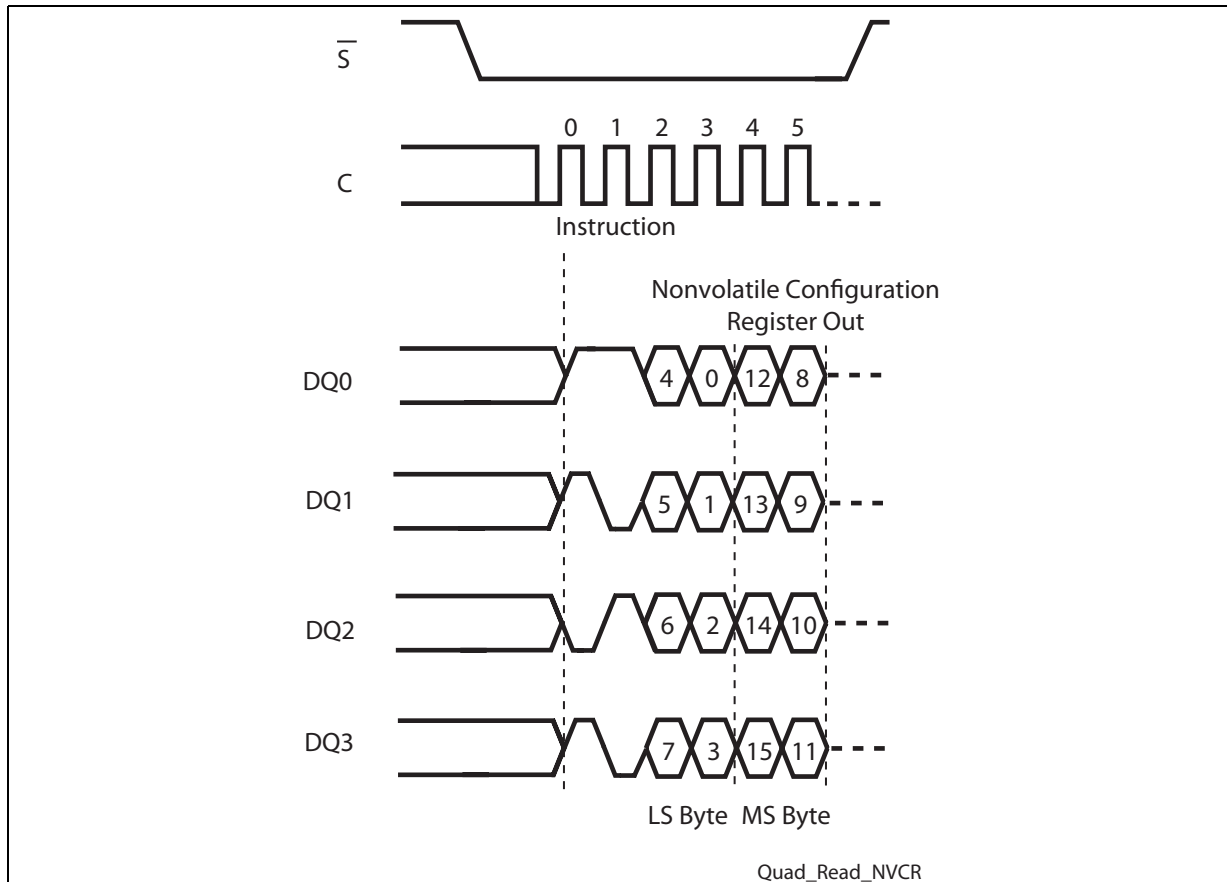 S
0 1 2 3 4 5
C
Instruction
Nonvolatile Configuration
Register Out
DQ0 4 0 12 8
DQ1 5 1 13 9
DQ2 6 2 14 10
DQ3 7 3 15 11
LS Byte MS Byte
Quad_Read_NVCR